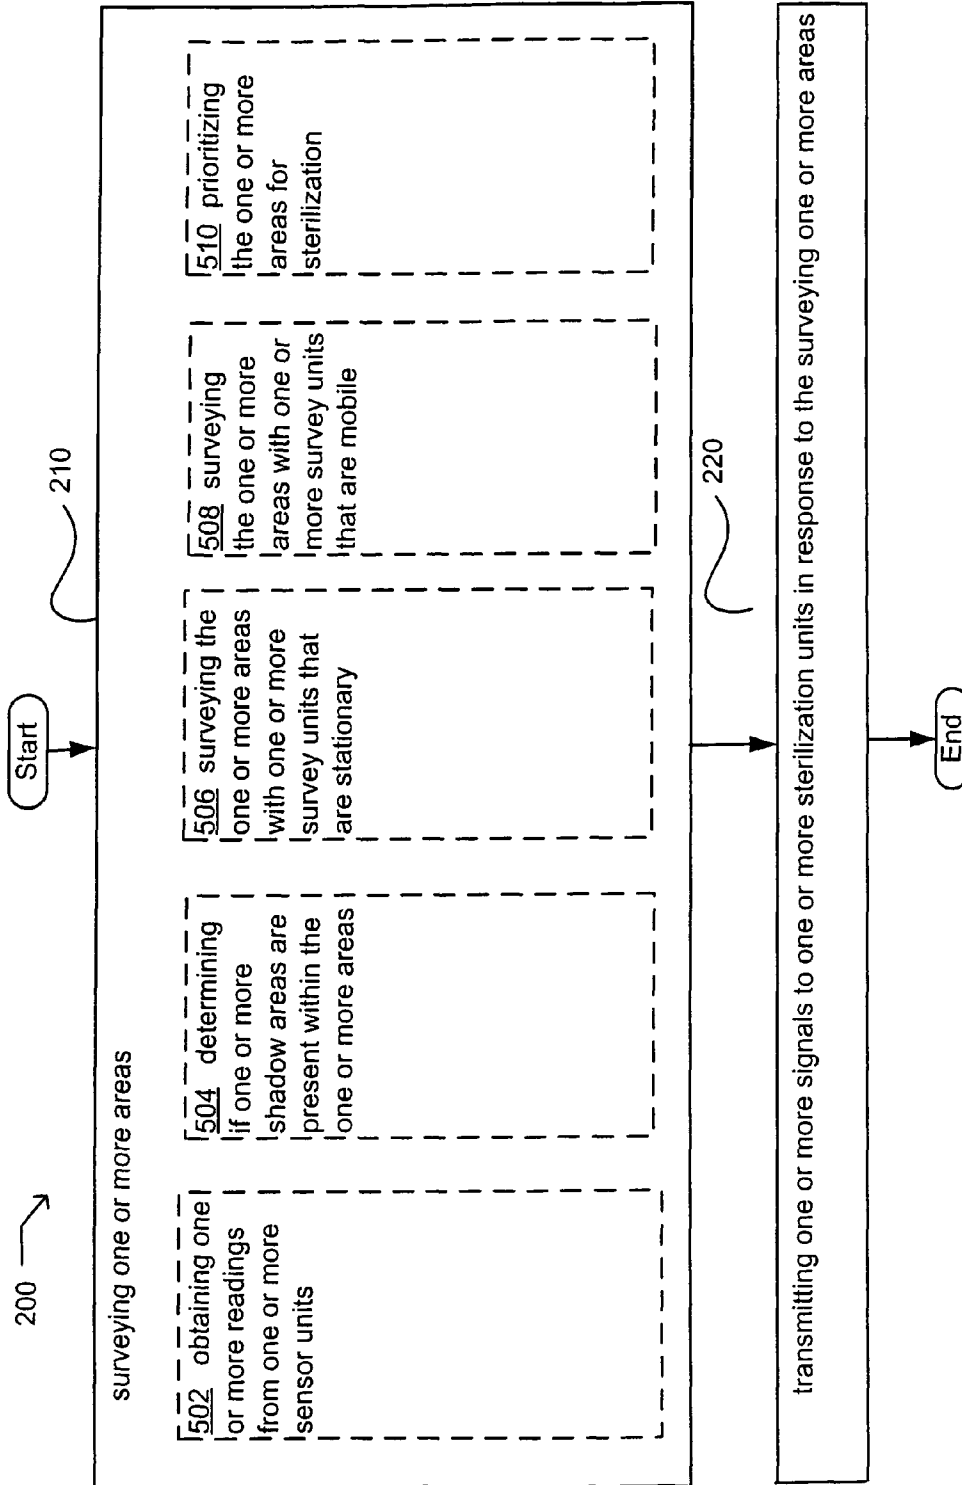 200
Start
210
surveying one or more areas
502 obtaining one
or more readings
from one or more
sensor units
504 determining
if one or more
shadow areas are
present within the
one or more areas
506 surveying the
one or more areas
with one or more
survey units that
are stationary
508 surveying
the one or more
areas with one or
more survey units
that are mobile
510 prioritizing
the one or more
areas for
sterilization
220
transmitting one or more signals to one or more sterilization units in response to the surveying one or more areas
End